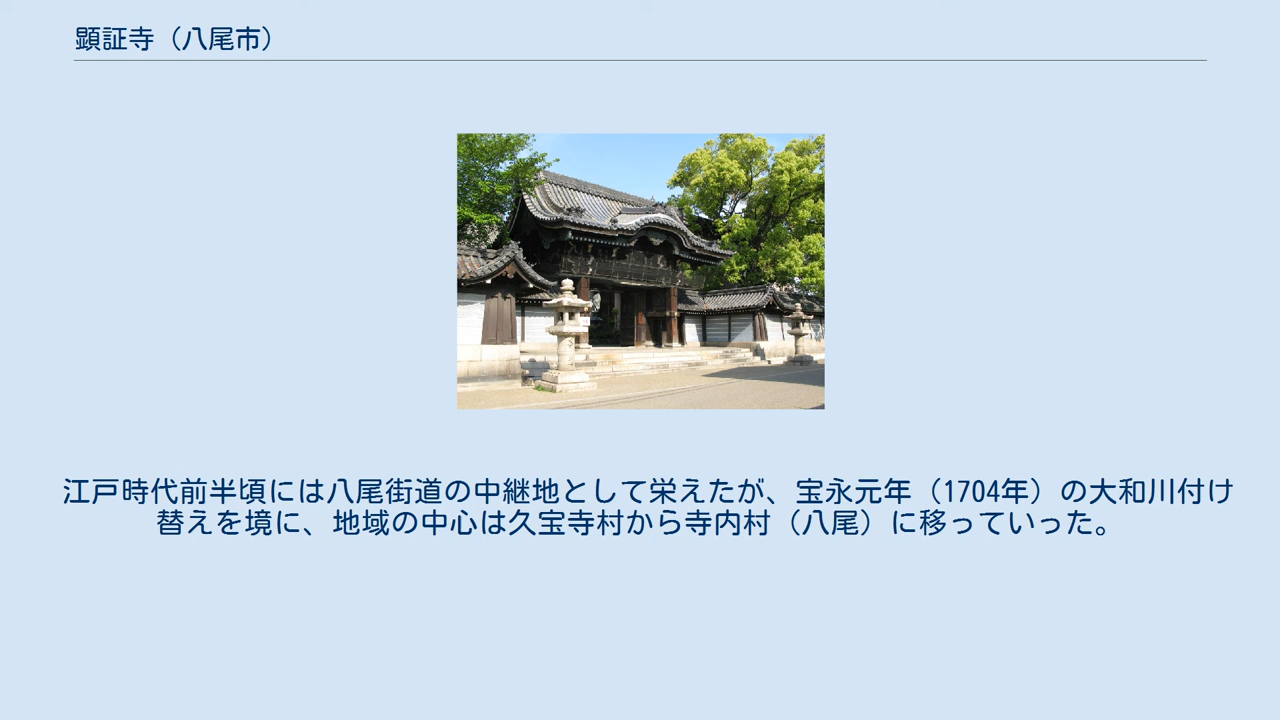 顕証寺（八尾市）
江戸時代前半頃には八尾街道の中継地として栄えたが、宝永元年（1704年）の大和川付け
替えを境に、地域の中心は久宝寺村から寺内村（八尾）に移っていった。